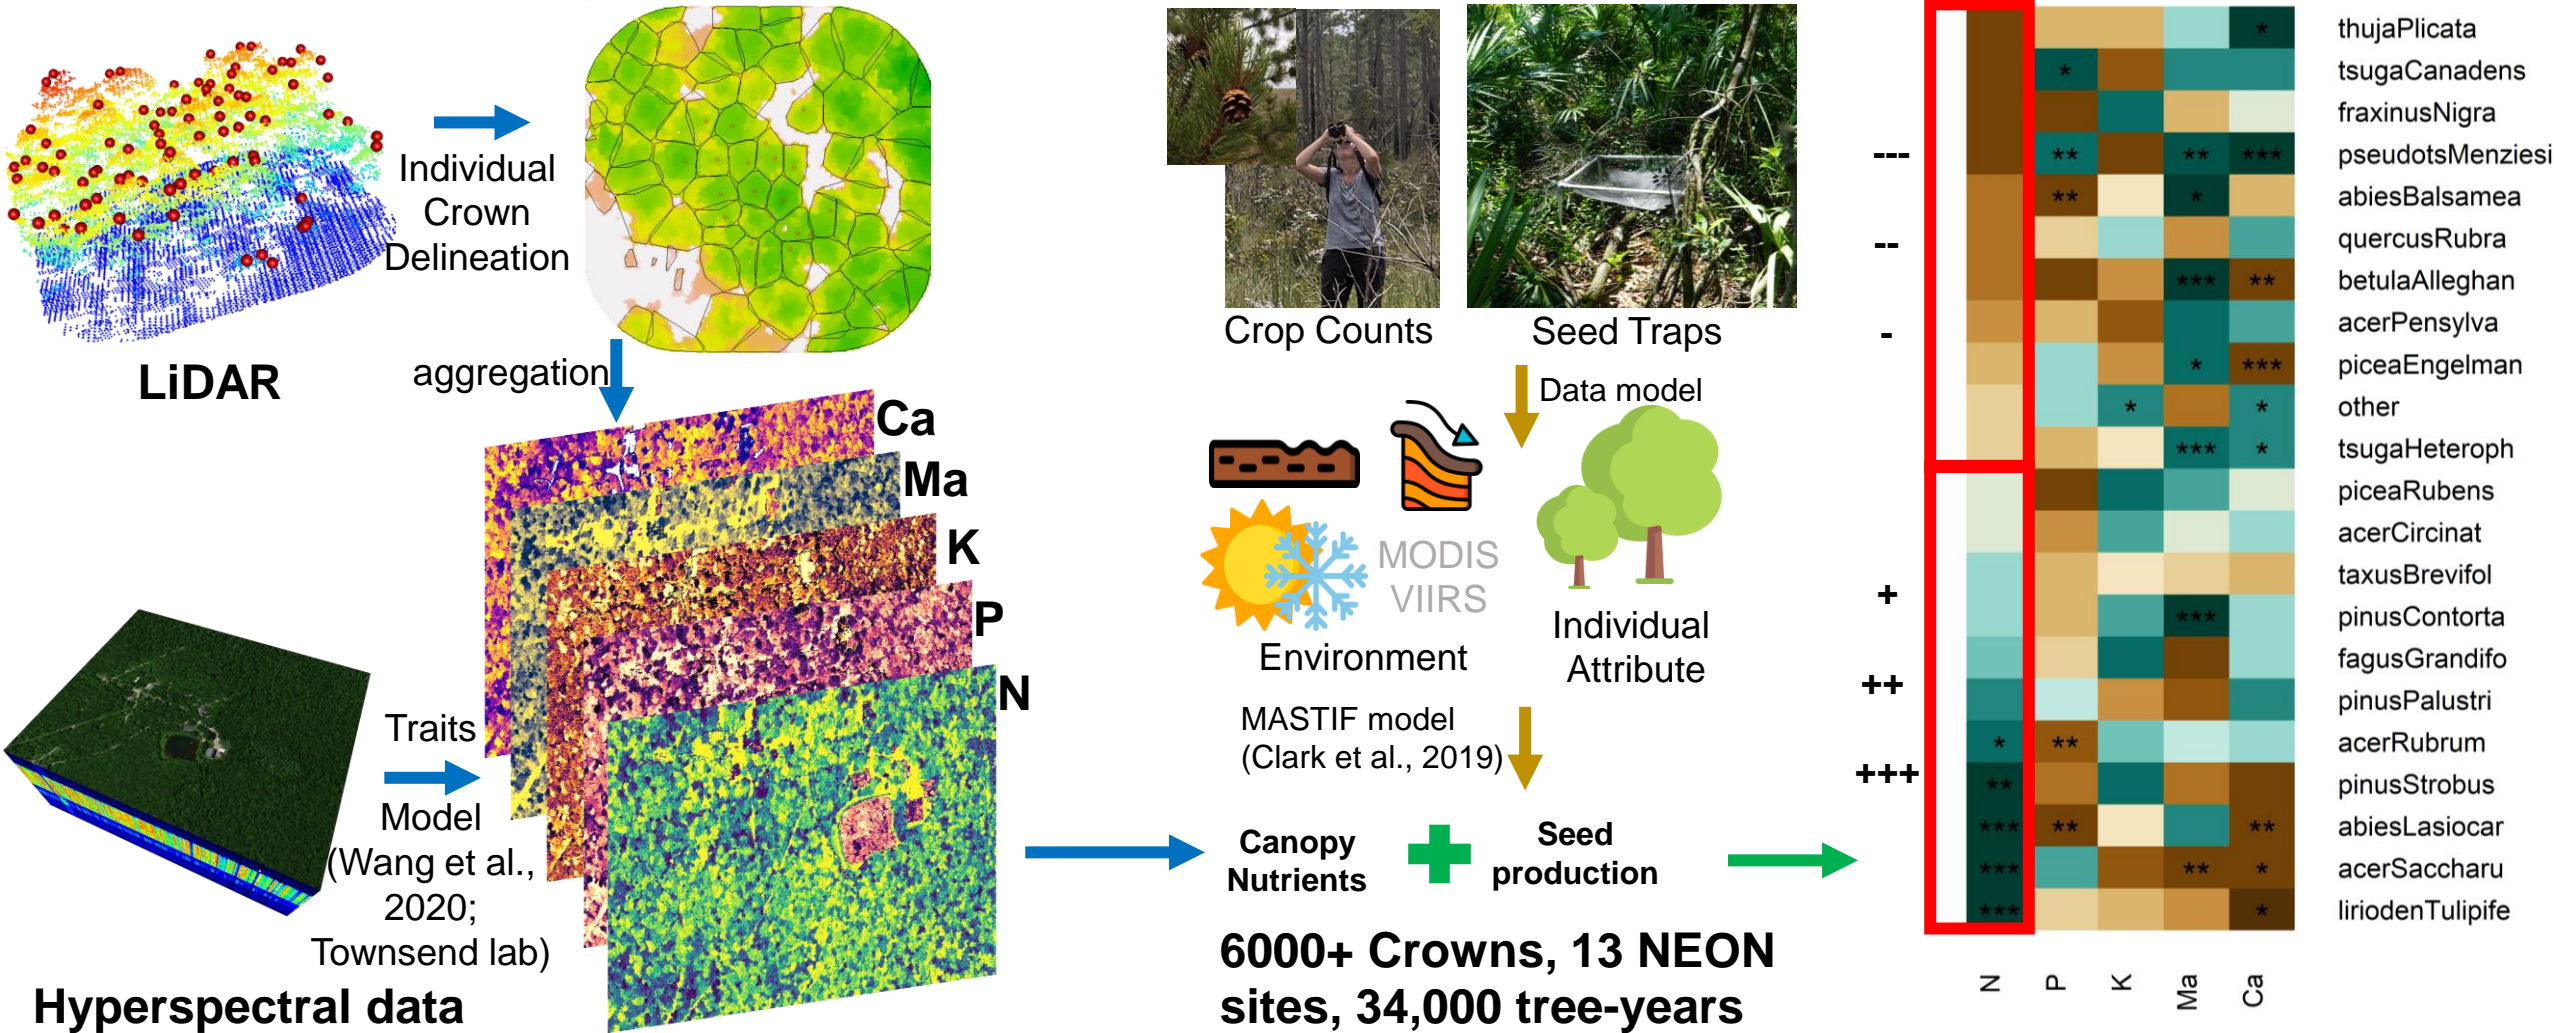 LiDAR
Individual
Crown
Delineation
aggregation
Ca
Ma
K
P
N
Traits
Model
(Wang et al.,
2020;
Townsend lab)
Hyperspectral data
Crop Counts
Seed Traps
Data model
MODIS
VIIRS
Environment
Individual
Attribute
MASTIF model
(Clark et al., 2019)
Canopy
Nutrients
Seed
production
6000+ Crowns, 13 NEON
sites, 34,000 tree-years
---
--
-
+
++
+++
* thujaPlicata
* tsugaCanadens
fraxinusNigra
** ** *** pseudotsMenziesi
** * abiesBalsamea
quercusRubra
*** ** betulaAlleghan
acerPensylva
* *** piceaEngelman
* * other
*** * tsugaHeteroph
piceaRubens
acerCircinat
taxusBrevifol
*** pinusContorta
fagusGrandifo
pinusPalustri
* ** acerRubrum
** pinusStrobus
*** ** ** abiesLasiocar
*** ** * acerSaccharu
*** * liriodenTulipife
N P K Ma Ca